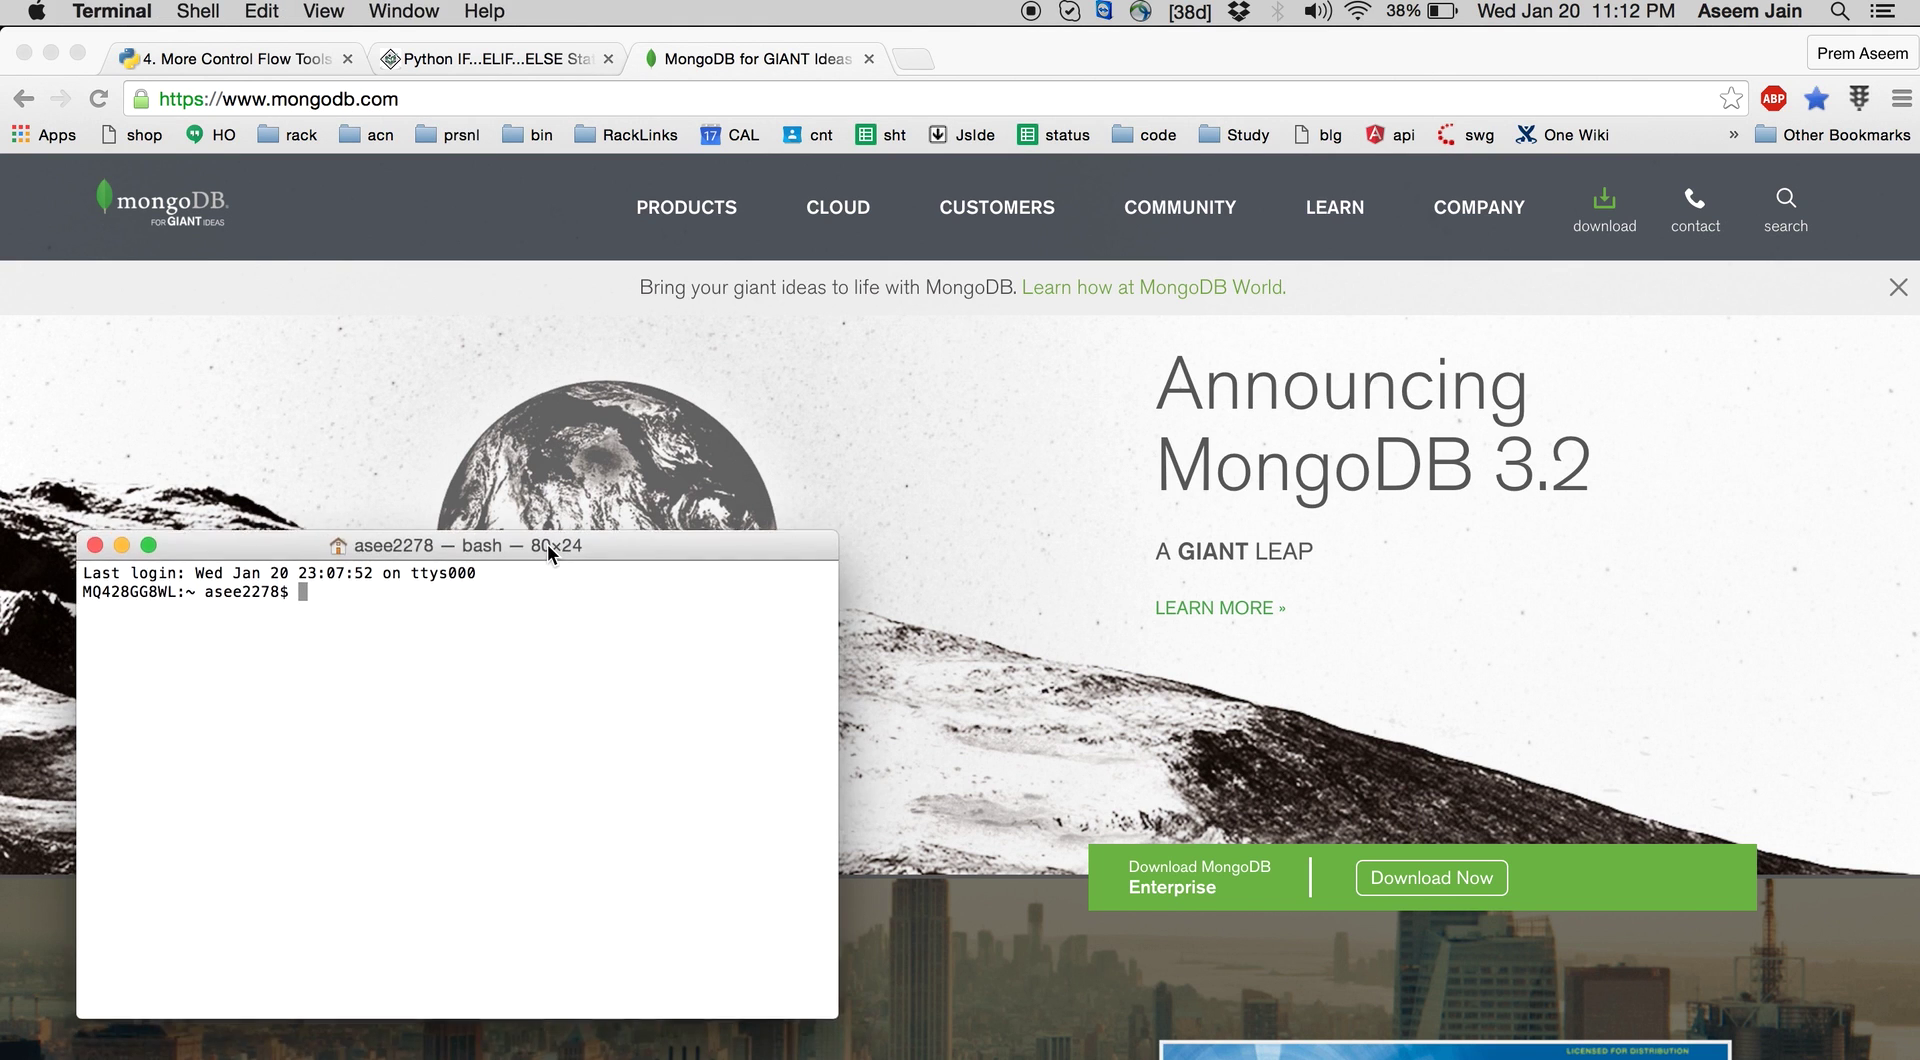 Terminal Shell Edit View Window Help [38d] 38% Wed Jan 20 11:12 PM Aseem Jain
4. More Control Flow Tools Python IF...ELIF...ELSE Stat MongoDB for GIANT Ideas Prem Aseem
https://www.mongodb.com ABP
Apps shop HO rack acn prsnl bin RackLinks 17 CAL cnt sht JsIde status code Study blg api swg One Wiki » Other Bookmarks
mongoDB. FOR GIANT IDEAS
PRODUCTS CLOUD CUSTOMERS COMMUNITY LEARN COMPANY download contact search
Bring your giant ideas to life with MongoDB. Learn how at MongoDB World.
Announcing
MongoDB 3.2
A GIANT LEAP
LEARN MORE »
asee2278 — bash — 80×24
Last login: Wed Jan 20 23:07:52 on ttys000
MQ428GG8WL:~ asee2278$
Download MongoDB
Enterprise
Download Now
LICENSED FOR DISTRIBUTION